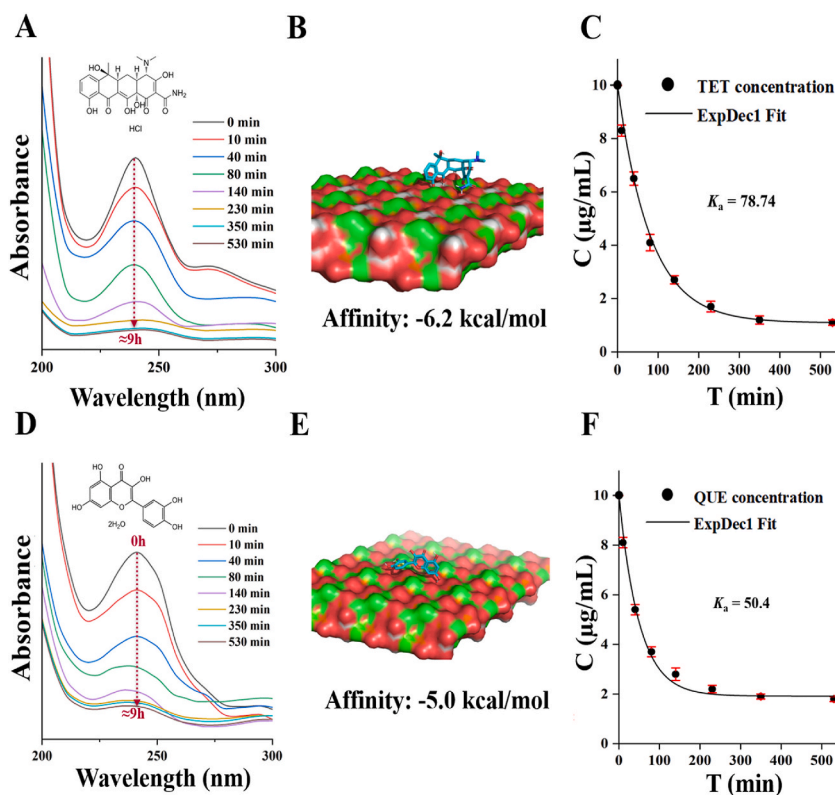 A
B
C
HO
N
OH
NH₂
OH
O
OH
OH
O
O
HCl
0 min
10 min
40 min
80 min
140 min
230 min
350 min
530 min
≈9h
Absorbance
200
250
300
Wavelength (nm)
Affinity: -6.2 kcal/mol
TET concentration
ExpDec1 Fit
Kₐ = 78.74
C (μg/mL)
10
8
6
4
2
0
0
100
200
300
400
500
T (min)
D
E
F
OH
O
OH
HO
O
OH
OH
2H₂O
0h
0 min
10 min
40 min
80 min
140 min
230 min
350 min
530 min
≈9h
Absorbance
200
250
300
Wavelength (nm)
Affinity: -5.0 kcal/mol
QUE concentration
ExpDec1 Fit
Kₐ = 50.4
C (μg/mL)
10
8
6
4
2
0
0
100
200
300
400
500
T (min)